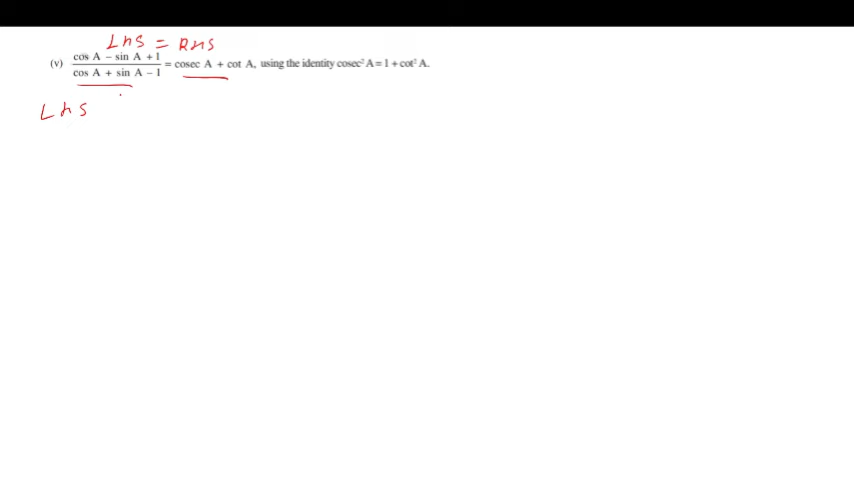 LHS = RHS
(v) cos A – sin A + 1 / cos A + sin A – 1 = cosec A + cot A, using the identity cosec² A = 1 + cot² A.
LHS